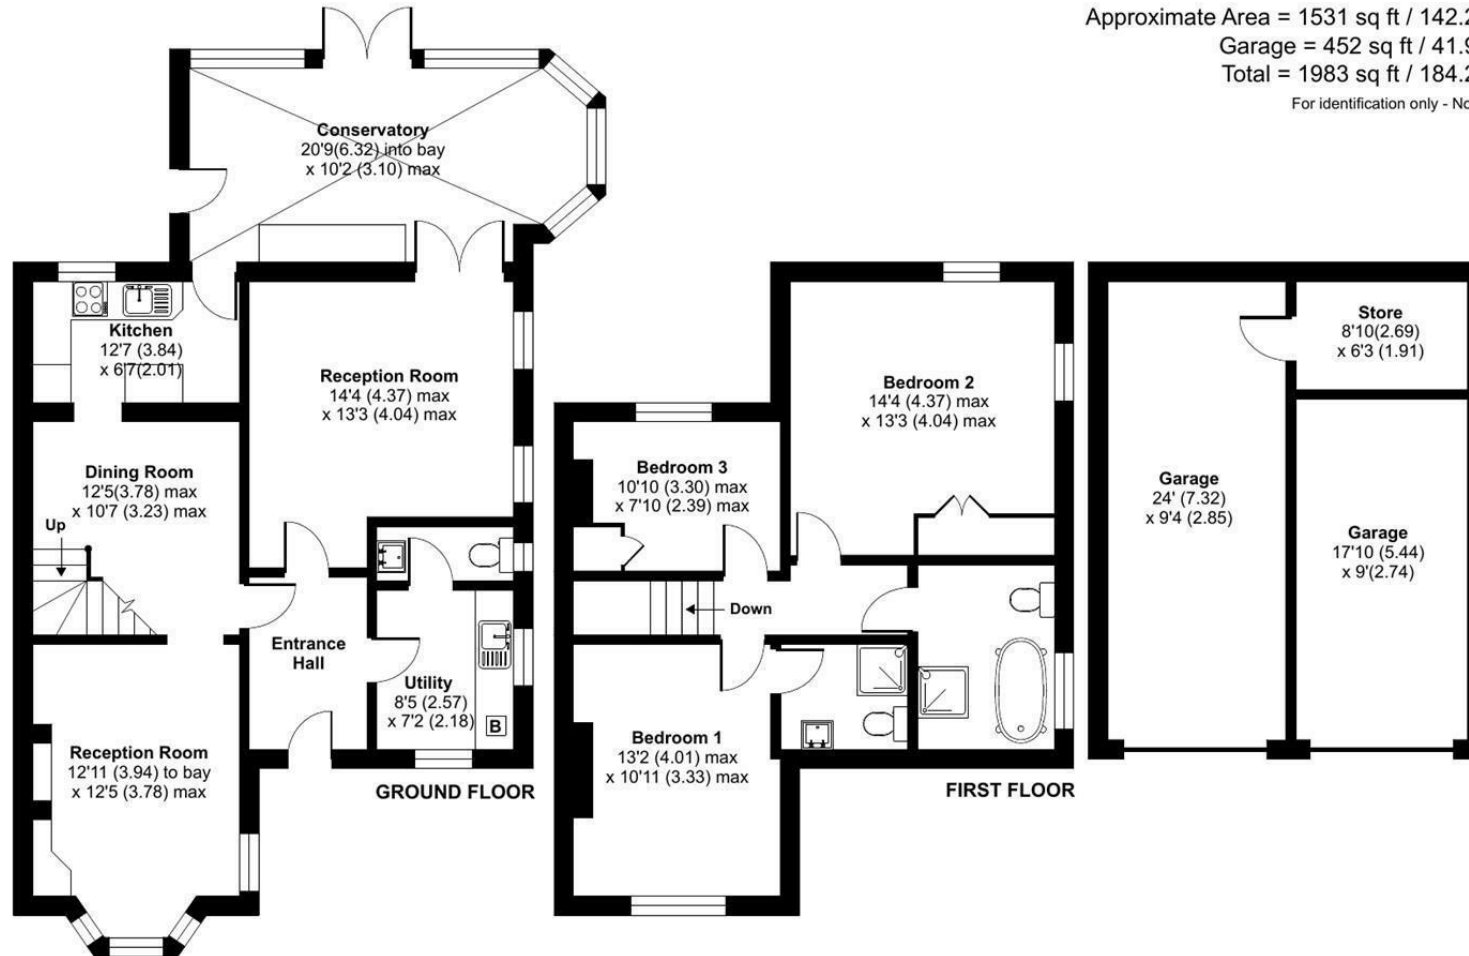 Approximate Area = 1531 sq ft / 142.2
Garage = 452 sq ft / 41.9
Total = 1983 sq ft / 184.2
For identification only - No
Conservatory
20'9(6.32) into bay
x 10'2 (3.10) max
Kitchen
12'7 (3.84)
x 6'7(2.01)
Reception Room
14'4 (4.37) max
x 13'3 (4.04) max
Dining Room
12'5(3.78) max
x 10'7 (3.23) max
Up
Entrance
Hall
Utility
8'5 (2.57)
x 7'2 (2.18)
B
Reception Room
12'11 (3.94) to bay
x 12'5 (3.78) max
GROUND FLOOR
Bedroom 2
14'4 (4.37) max
x 13'3 (4.04) max
Bedroom 3
10'10 (3.30) max
x 7'10 (2.39) max
Down
Bedroom 1
13'2 (4.01) max
x 10'11 (3.33) max
FIRST FLOOR
Store
8'10(2.69)
x 6'3 (1.91)
Garage
24' (7.32)
x 9'4 (2.85)
Garage
17'10 (5.44)
x 9'(2.74)